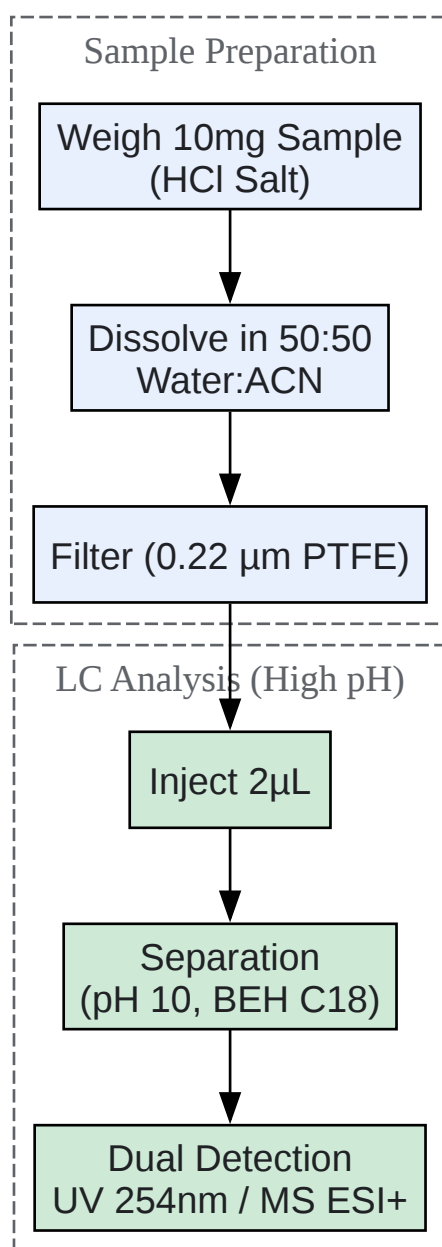 Sample Preparation
Weigh 10mg Sample
(HCl Salt)
Dissolve in 50:50
Water:ACN
Filter (0.22 µm PTFE)
LC Analysis (High pH)
Inject 2µL
Separation
(pH 10, BEH C18)
Dual Detection
UV 254nm / MS ESI+